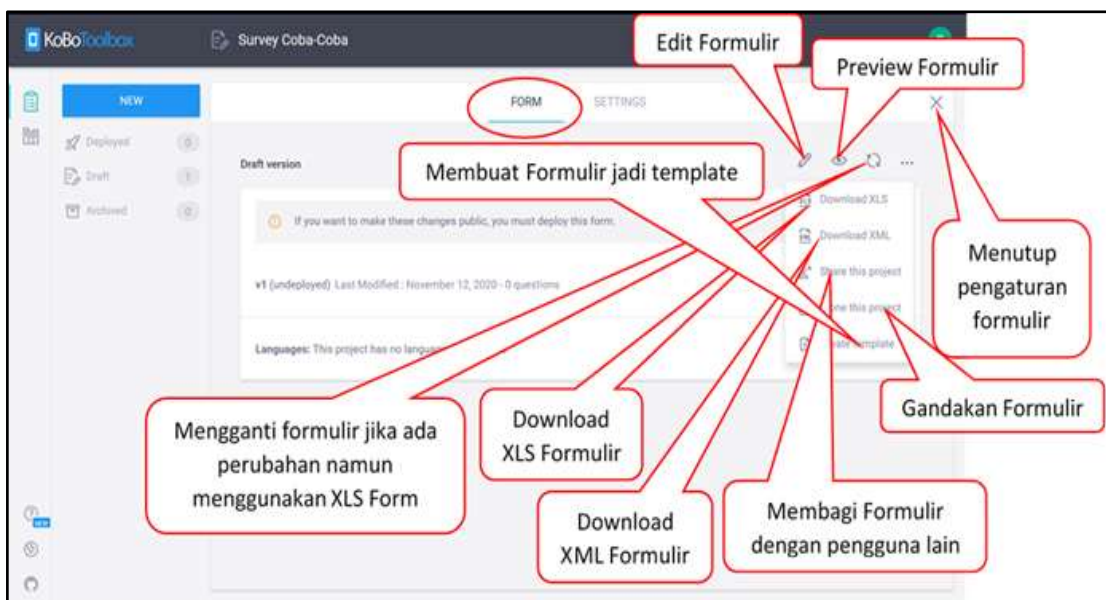 KoBoToolbox
Survey Coba-Coba
Edit Formulir
Preview Formulir
NEW
FORM
SETTINGS
Deployed 0
Draft 1
Archived 0
Draft version
Membuat Formulir jadi template
Download XLS
If you want to make these changes public, you must deploy this form.
Download XML
Share this project
this project
template
v1 (undeployed) Last Modified : November 12, 2020 - 0 questions
Languages: This project has no
Menutup
pengaturan
formulir
Mengganti formulir jika ada
perubahan namun
menggunakan XLS Form
Download
XLS Formulir
Gandakan Formulir
Download
XML Formulir
Membagi Formulir
dengan pengguna lain
NEW